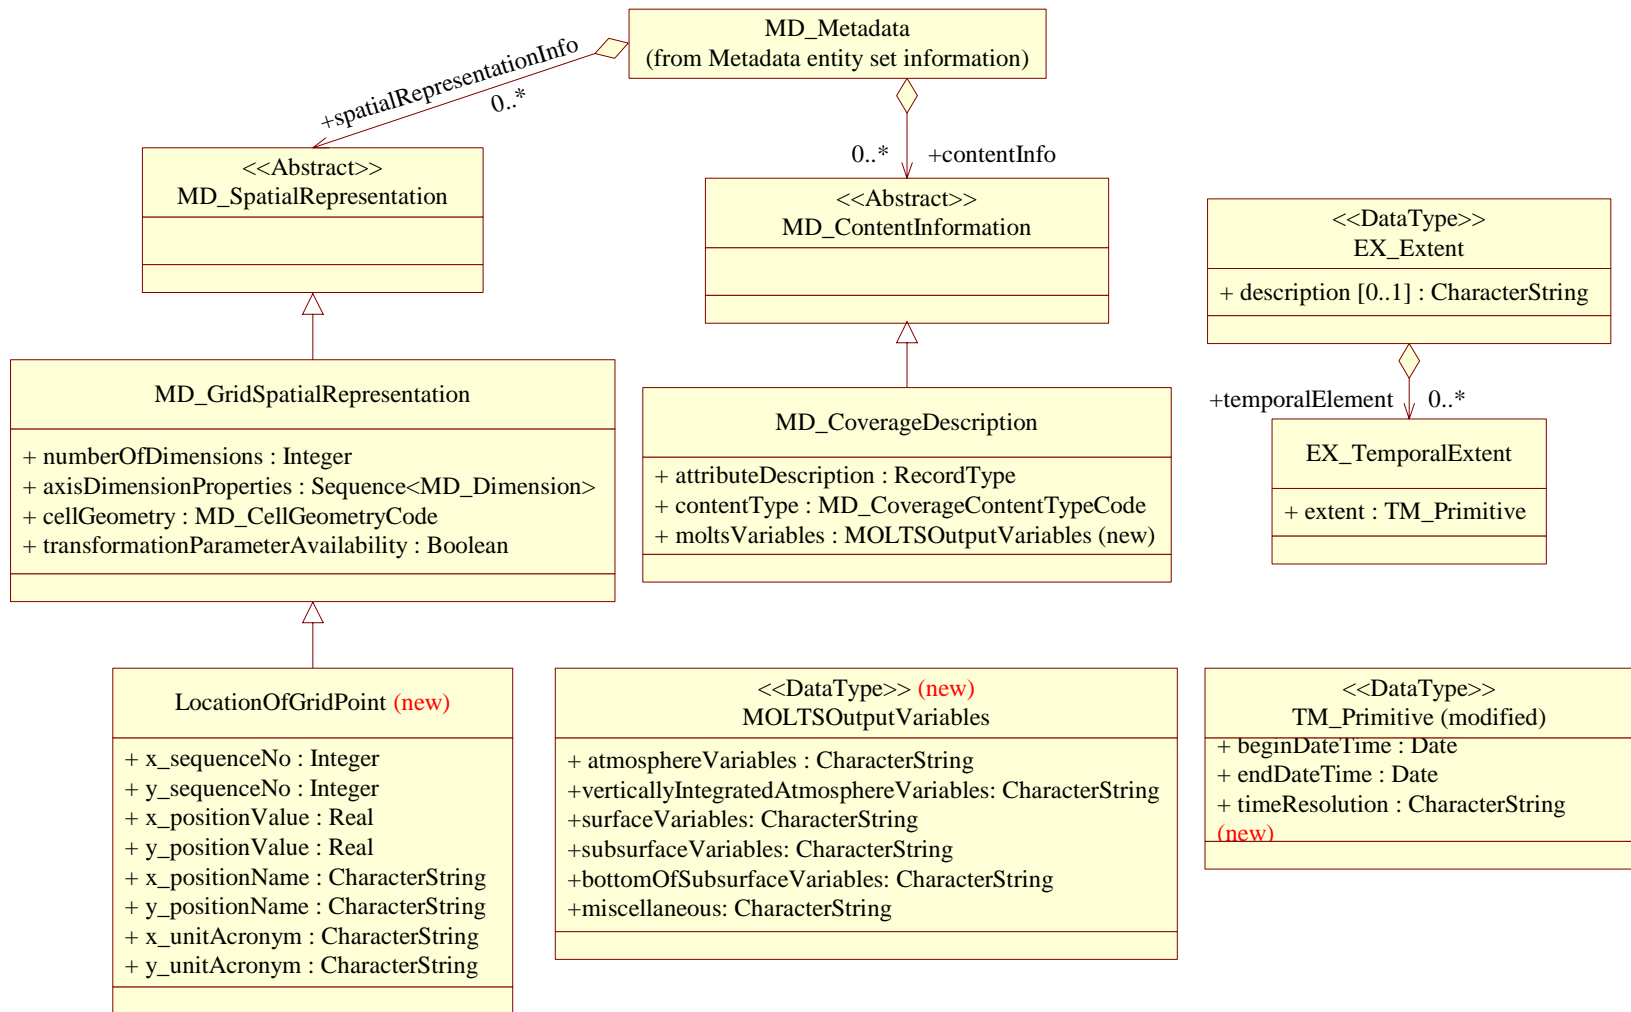 MD_Metadata
(from Metadata entity set information)
+spatialRepresentationInfo
0..*
0..*
+contentInfo
<<Abstract>>
MD_SpatialRepresentation
<<Abstract>>
MD_ContentInformation
<<DataType>>
EX_Extent
+ description [0..1] : CharacterString
+temporalElement
0..*
MD_GridSpatialRepresentation
+ numberOfDimensions : Integer
+ axisDimensionProperties : Sequence<MD_Dimension>
+ cellGeometry : MD_CellGeometryCode
+ transformationParameterAvailability : Boolean
MD_CoverageDescription
+ attributeDescription : RecordType
+ contentType : MD_CoverageContentTypeCode
+ moltsVariables : MOLTSOutputVariables (new)
EX_TemporalExtent
+ extent : TM_Primitive
LocationOfGridPoint (new)
+ x_sequenceNo : Integer
+ y_sequenceNo : Integer
+ x_positionValue : Real
+ y_positionValue : Real
+ x_positionName : CharacterString
+ y_positionName : CharacterString
+ x_unitAcronym : CharacterString
+ y_unitAcronym : CharacterString
<<DataType>> (new)
MOLTSOutputVariables
+ atmosphereVariables : CharacterString
+verticallyIntegratedAtmosphereVariables: CharacterString
+surfaceVariables: CharacterString
+subsurfaceVariables: CharacterString
+bottomOfSubsurfaceVariables: CharacterString
+miscellaneous: CharacterString
<<DataType>>
TM_Primitive (modified)
+ beginDateTime : Date
+ endDateTime : Date
+ timeResolution : CharacterString
(new)